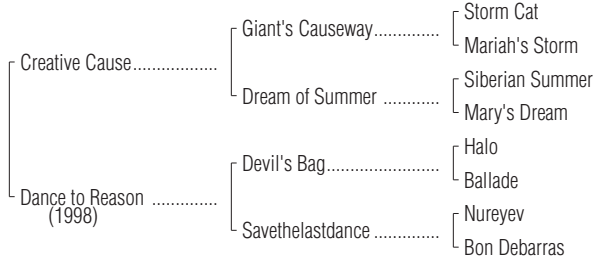 Storm Cat
Giant's Causeway..............
Mariah's Storm
Creative Cause.................
Siberian Summer
Dream of Summer ............
Mary's Dream
Halo
Devil's Bag........................
Ballade
Dance to Reason ..............
(1998)
Nureyev
Savethelastdance ..............
Bon Debarras